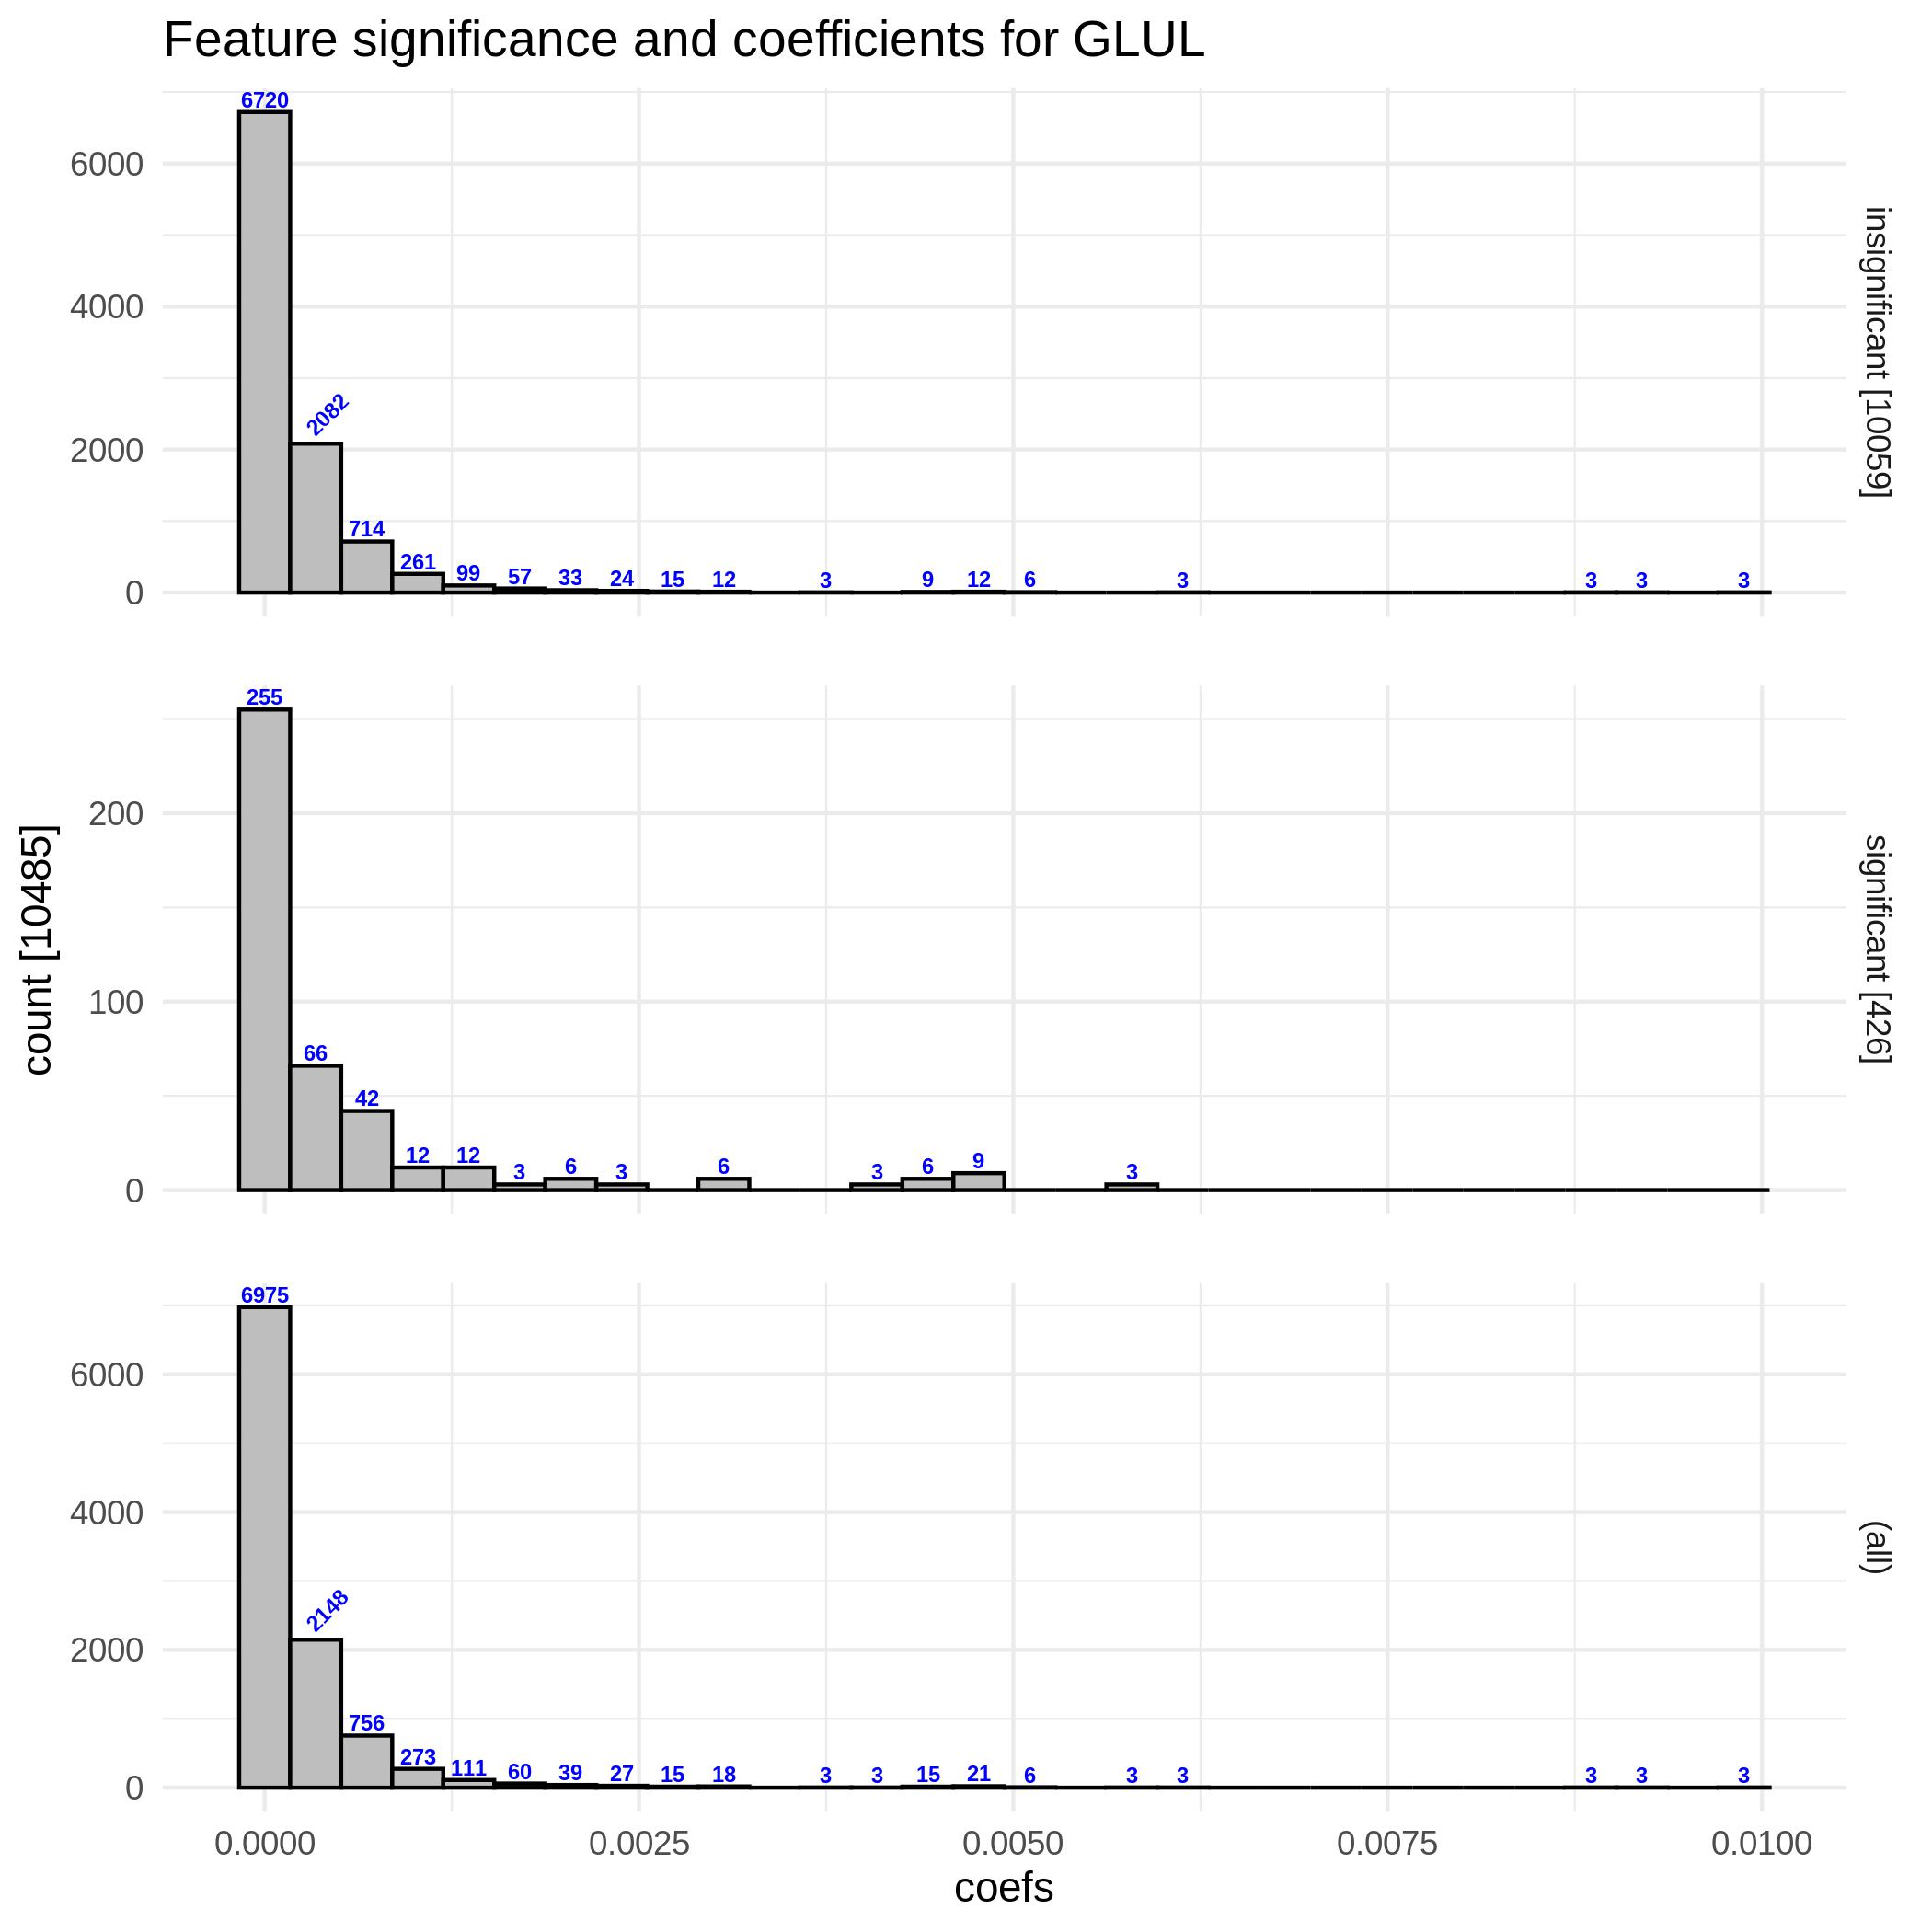 Feature significance and coefficients for GLUL
6720
6000
4000
2082
2000
714
261 99 57 33 24 15 12 3 9 12 6 3 3 3 3
0
insignificant [10059]
255
200
100
66
42
12 12 3 6 3 6 3 6 9 3
0
significant [426]
count [10485]
6975
6000
4000
2148
2000
756
273 111 60 39 27 15 18 3 3 15 21 6 3 3 3 3 3
0
(all)
0.0000 0.0025 0.0050 0.0075 0.0100
coefs